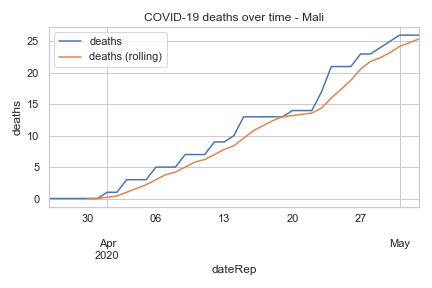 COVID-19 deaths over time - Mali
deaths
deaths (rolling)
25
20
15
10
5
0
deaths
30 06 13 20 27
Apr May
2020
dateRep